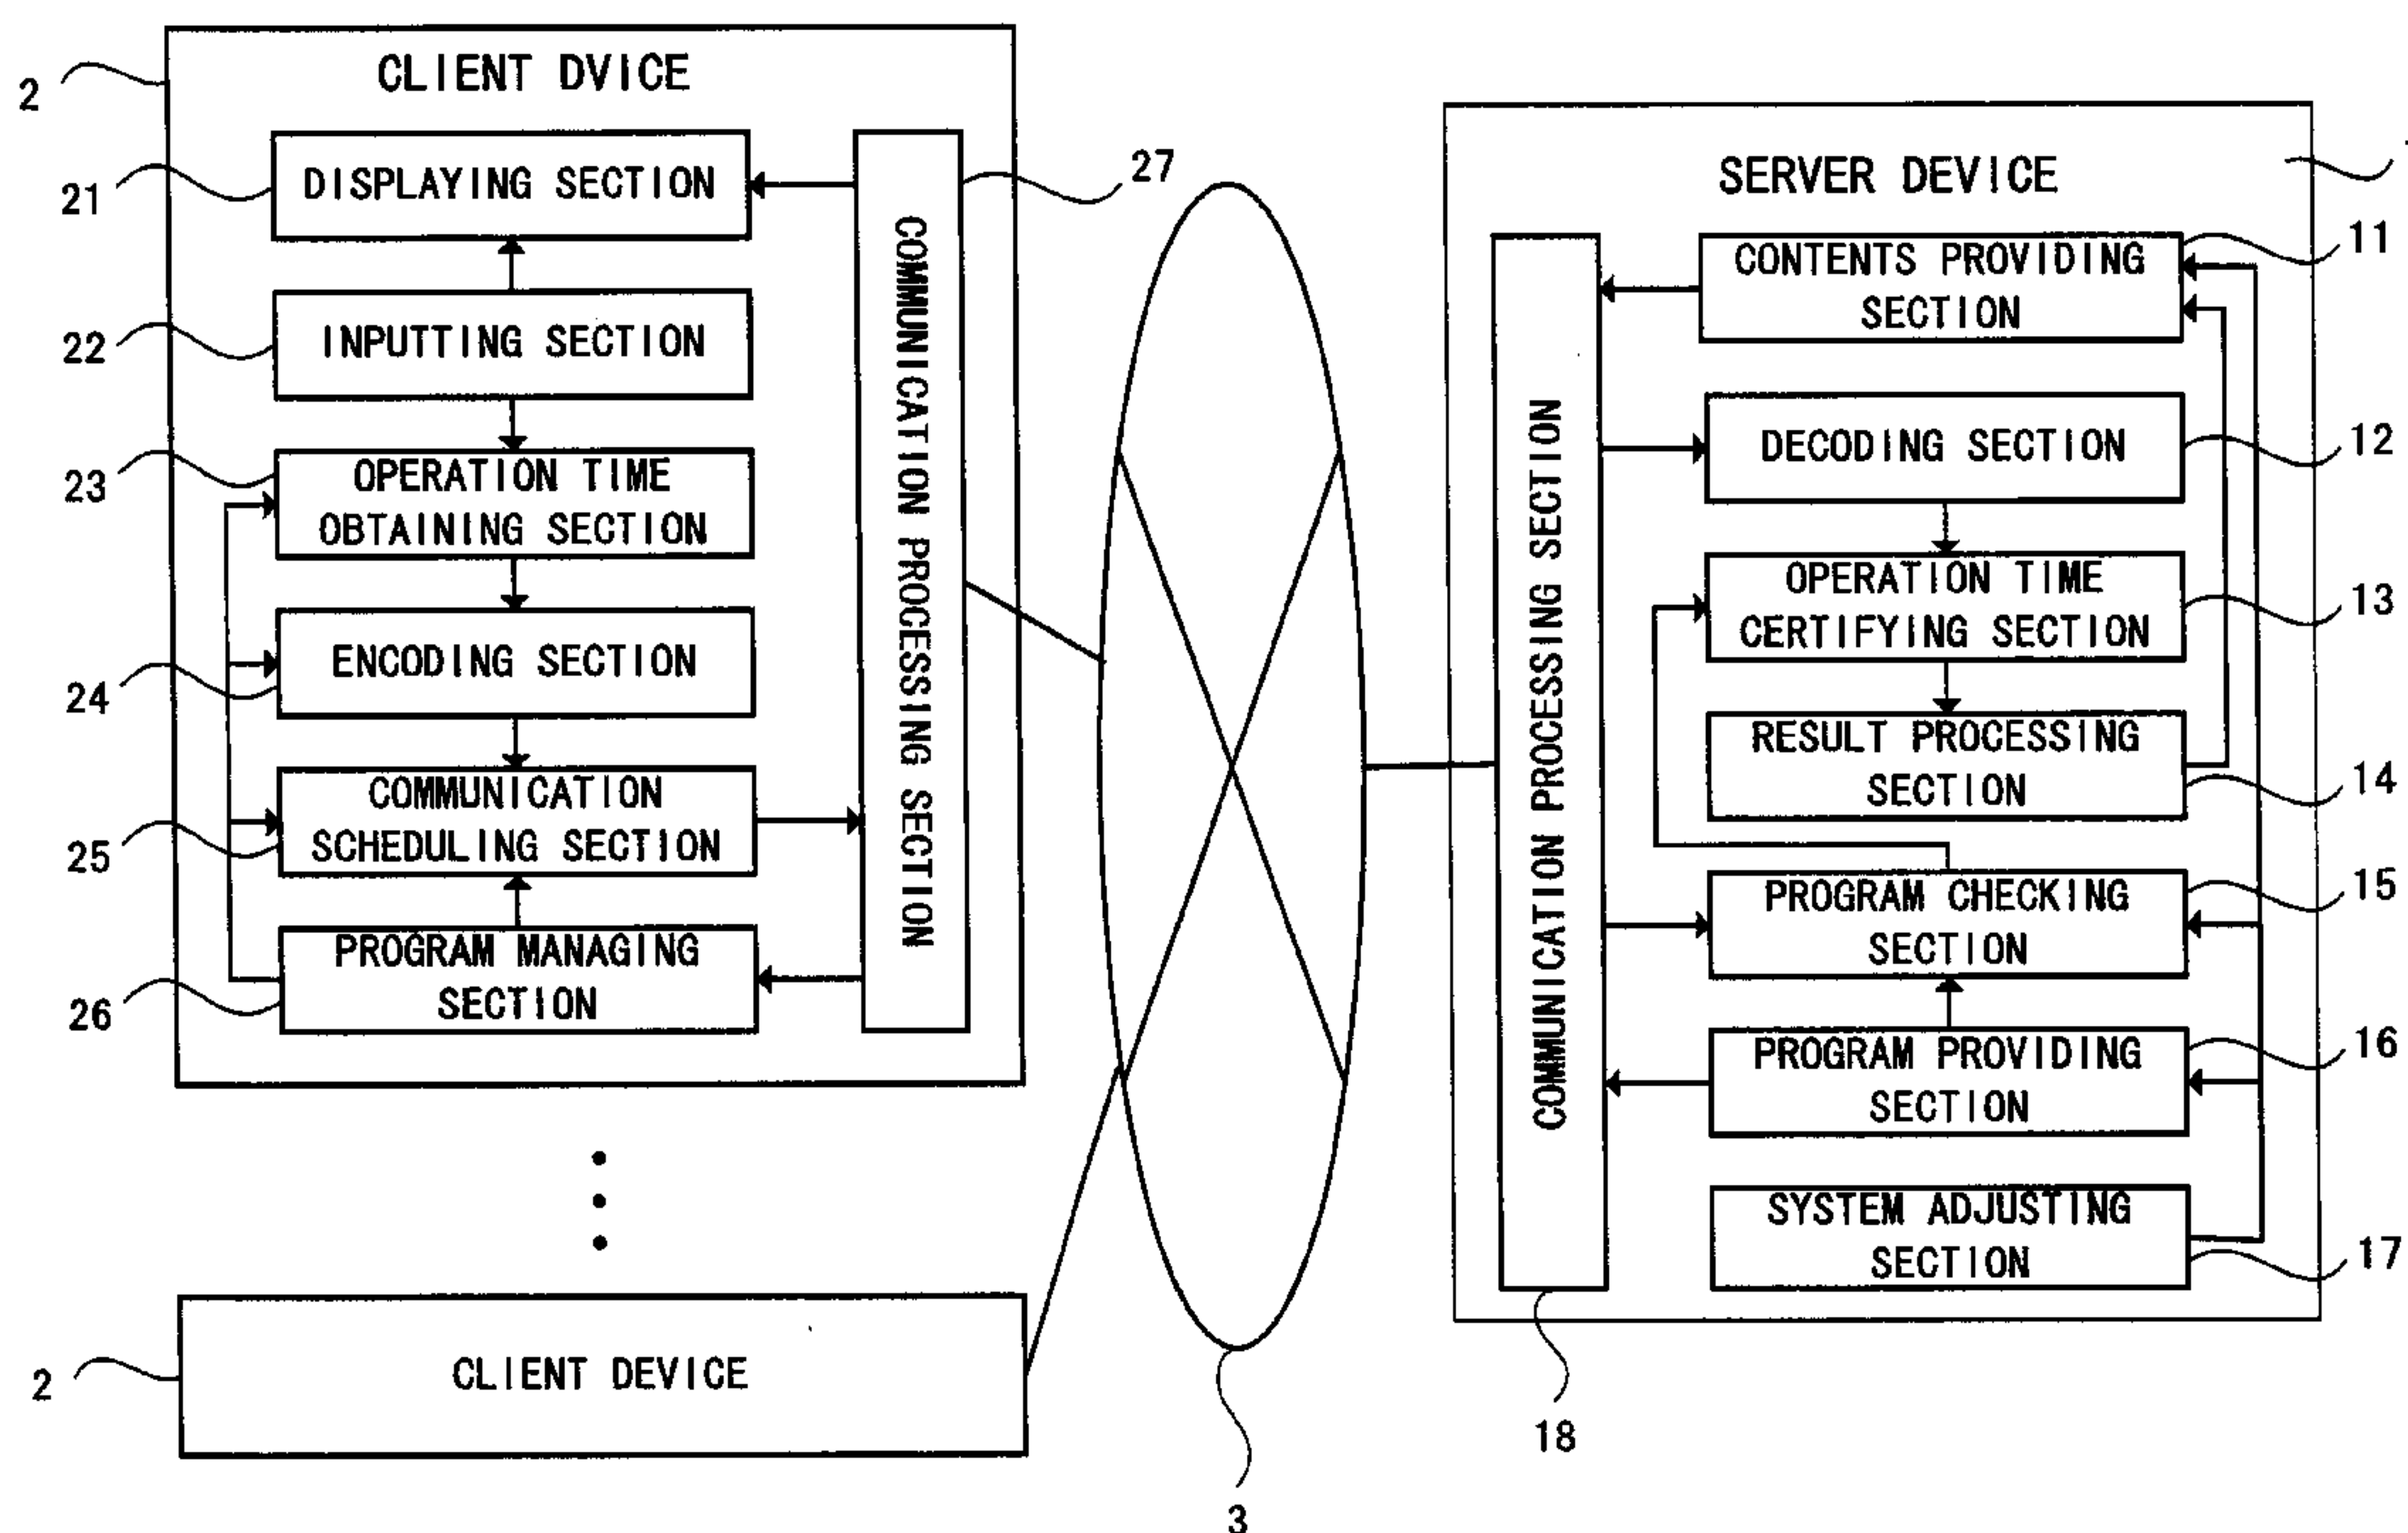 CLIENT DVICE
2
DISPLAYING SECTION
21
INPUTTING SECTION
22
OPERATION TIME
OBTAINING SECTION
23
ENCODING SECTION
24
COMMUNICATION
SCHEDULING SECTION
25
PROGRAM MANAGING
SECTION
26
COMMUNICATION PROCESSING SECTION
27
CLIENT DEVICE
2
3
SERVER DEVICE
COMMUNICATION PROCESSING SECTION
18
CONTENTS PROVIDING
SECTION
11
DECODING SECTION
12
OPERATION TIME
CERTIFYING SECTION
13
RESULT PROCESSING
SECTION
14
PROGRAM CHECKING
SECTION
15
PROGRAM PROVIDING
SECTION
16
SYSTEM ADJUSTING
SECTION
17